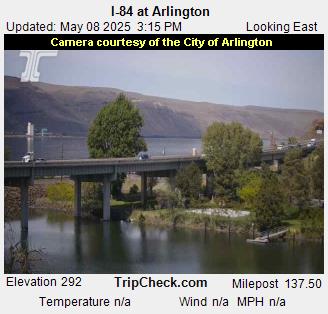 I-84 at Arlington
Updated: May 08 2025 3:15 PM Looking East
Camera courtesy of the City of Arlington
Elevation 292 TripCheck.com Milepost 137.50
Temperature n/a Wind n/a MPH n/a